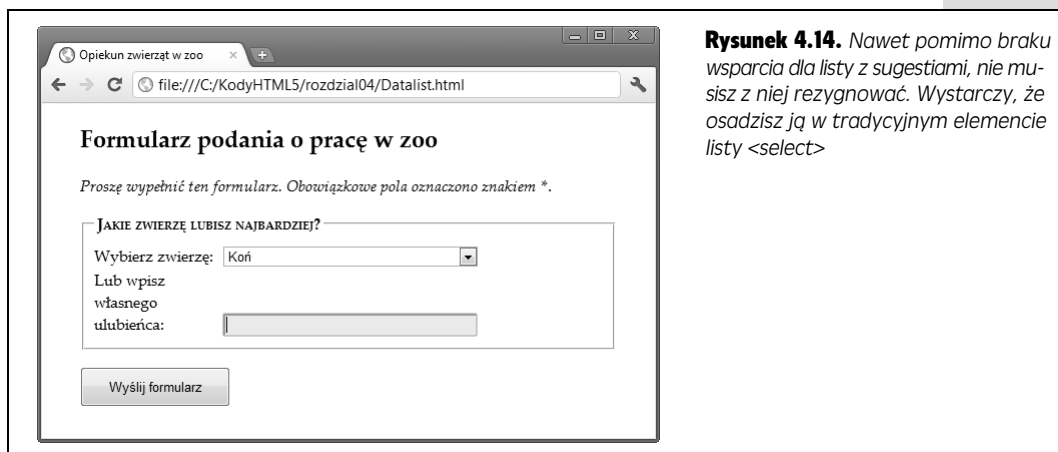 Opiekun zwierząt w zoo
file:///C:/KodyHTML5/rozdzial04/Datalist.html
Formularz podania o pracę w zoo
Proszę wypełnić ten formularz. Obowiązkowe pola oznaczono znakiem *.
Jakie zwierzę lubisz najbardziej?
Wybierz zwierzę: Koń
Lub wpisz
własnego
ulubieńca:
Wyślij formularz
Rysunek 4.14. Nawet pomimo braku
wsparcia dla listy z sugestiami, nie mu-
sisz z niej rezygnować. Wystarczy, że
osadzisz ją w tradycyjnym elemencie
listy <select>